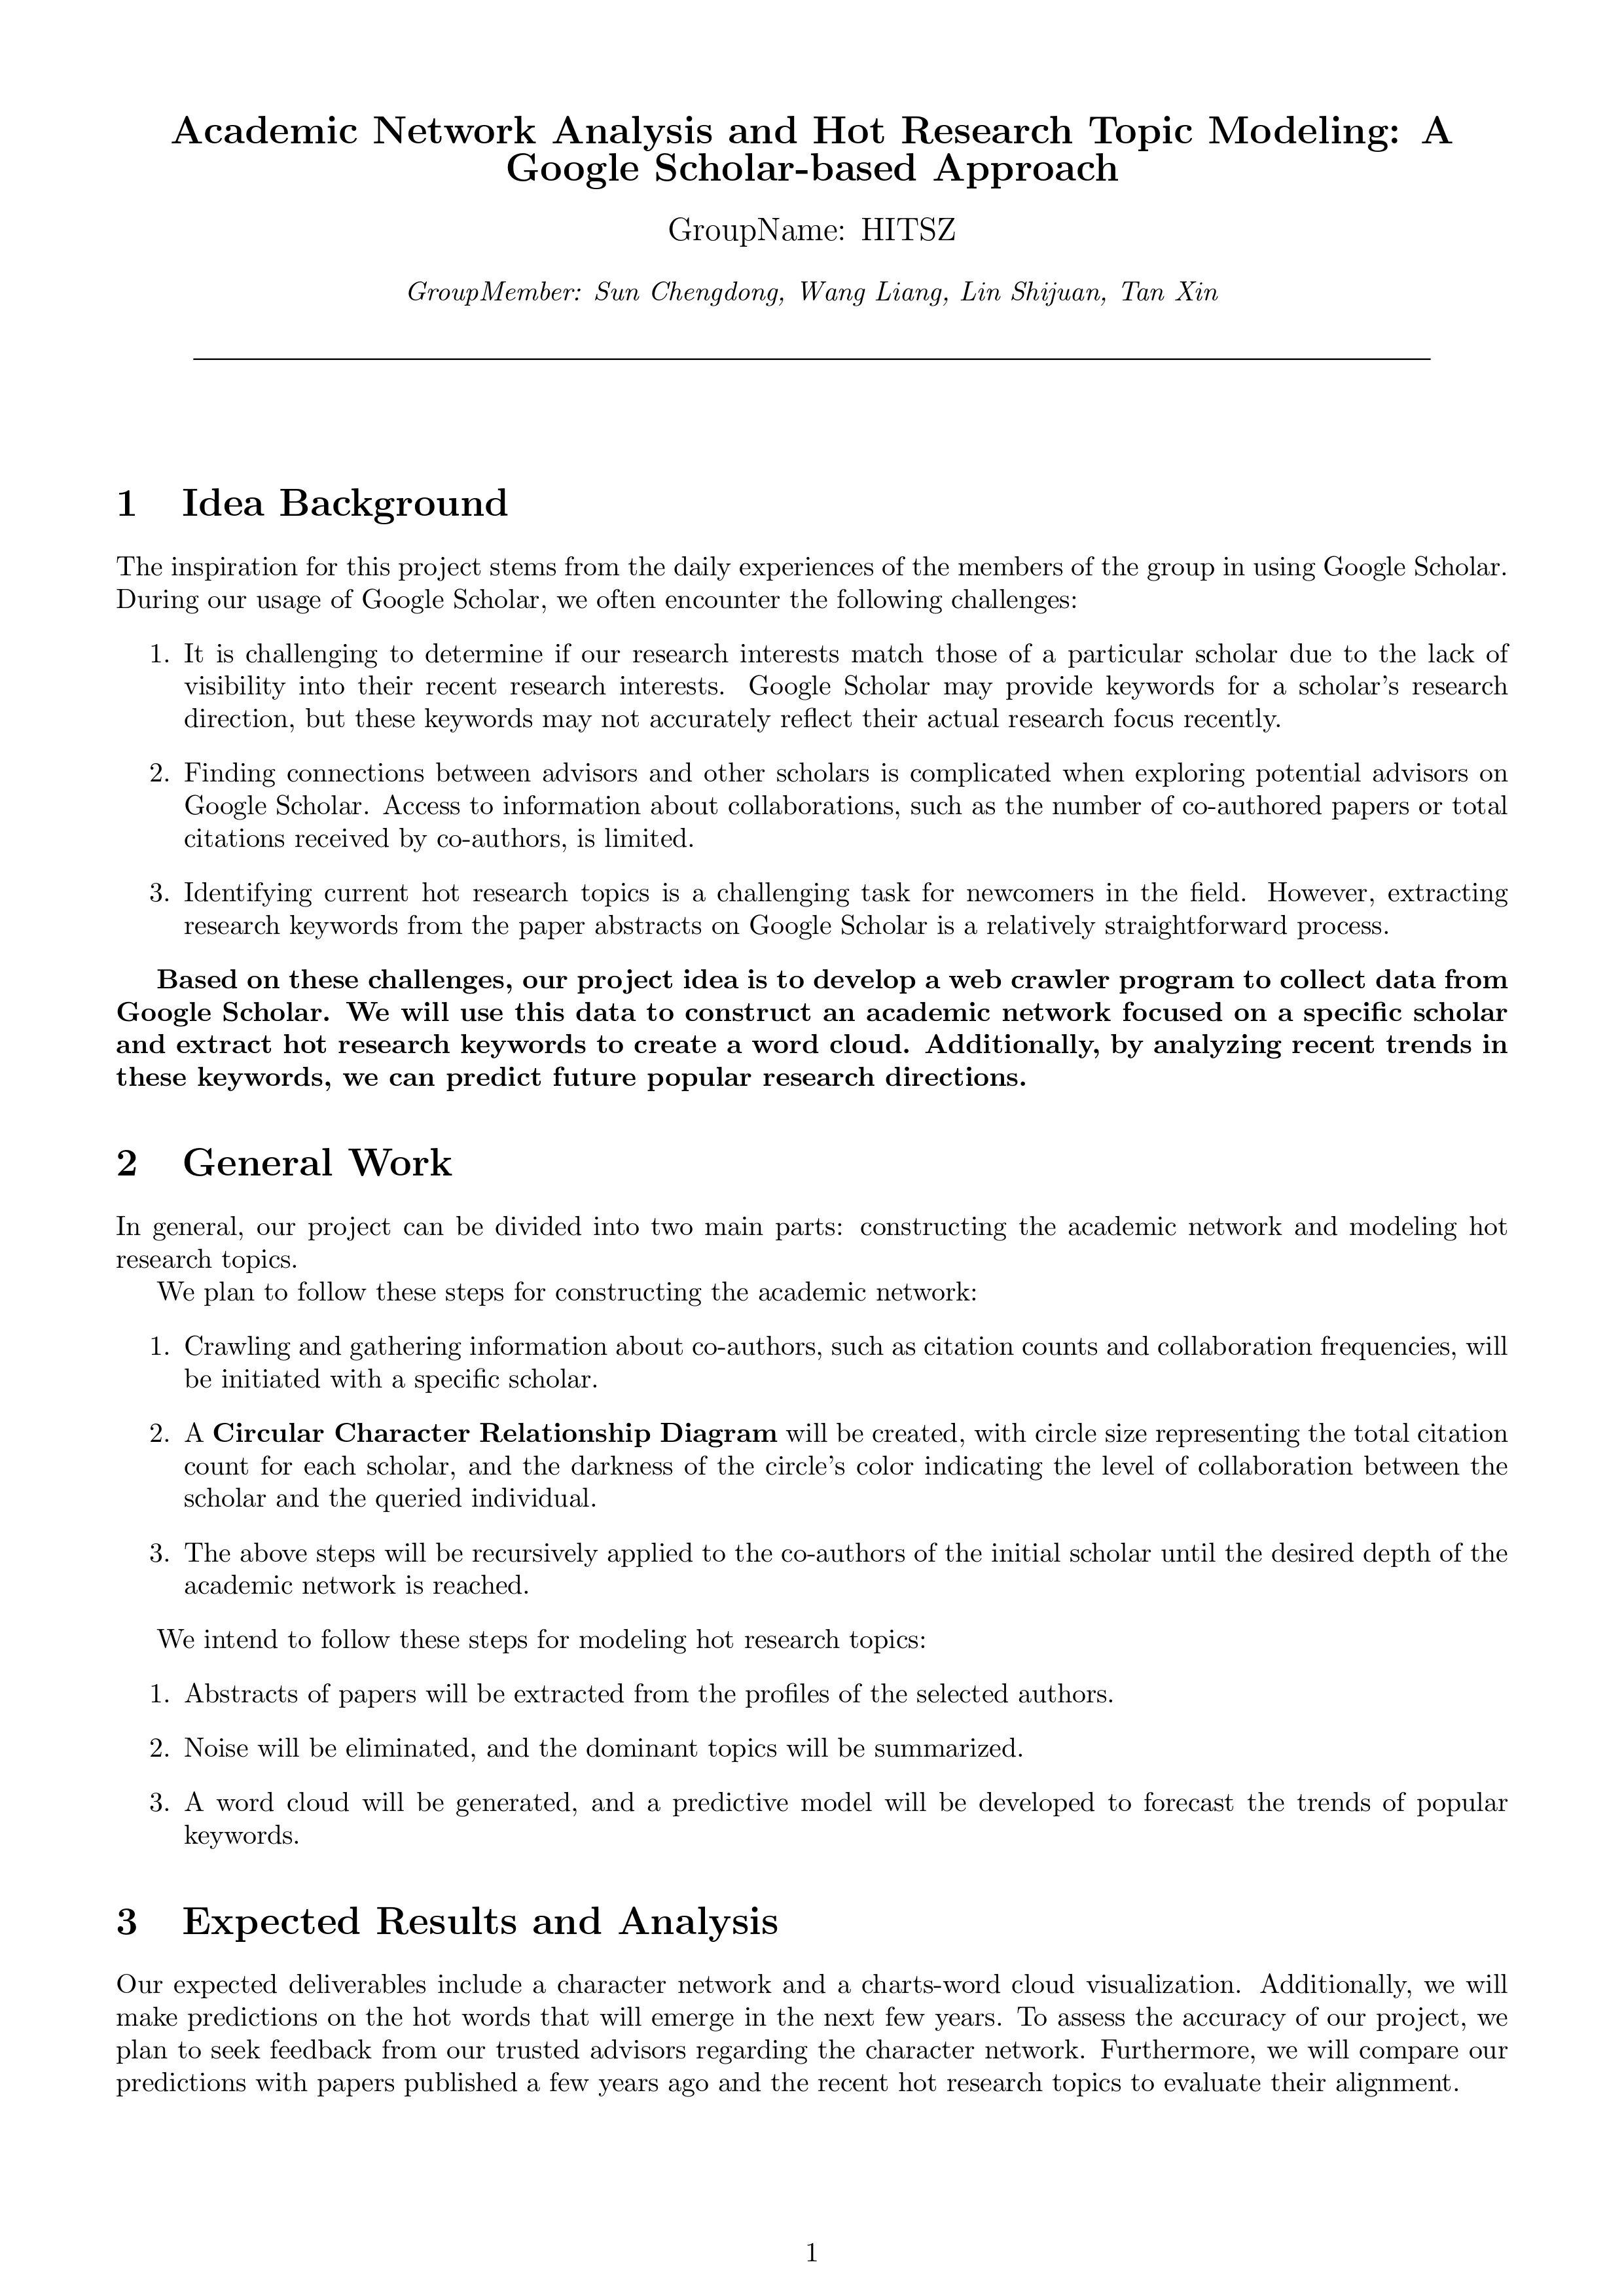 Academic Network Analysis and Hot Research Topic Modeling: A
Google Scholar-based Approach
GroupName: HITSZ
GroupMember: Sun Chengdong, Wang Liang, Lin Shijuan, Tan Xin
1 Idea Background
The inspiration for this project stems from the daily experiences of the members of the group in using Google Scholar.
During our usage of Google Scholar, we often encounter the following challenges:
1. It is challenging to determine if our research interests match those of a particular scholar due to the lack of
visibility into their recent research interests. Google Scholar may provide keywords for a scholar's research
direction, but these keywords may not accurately reflect their actual research focus recently.
2. Finding connections between advisors and other scholars is complicated when exploring potential advisors on
Google Scholar. Access to information about collaborations, such as the number of co-authored papers or total
citations received by co-authors, is limited.
3. Identifying current hot research topics is a challenging task for newcomers in the field. However, extracting
research keywords from the paper abstracts on Google Scholar is a relatively straightforward process.
Based on these challenges, our project idea is to develop a web crawler program to collect data from
Google Scholar. We will use this data to construct an academic network focused on a specific scholar
and extract hot research keywords to create a word cloud. Additionally, by analyzing recent trends in
these keywords, we can predict future popular research directions.
2 General Work
In general, our project can be divided into two main parts: constructing the academic network and modeling hot
research topics.
We plan to follow these steps for constructing the academic network:
1. Crawling and gathering information about co-authors, such as citation counts and collaboration frequencies, will
be initiated with a specific scholar.
2. A Circular Character Relationship Diagram will be created, with circle size representing the total citation
count for each scholar, and the darkness of the circle's color indicating the level of collaboration between the
scholar and the queried individual.
3. The above steps will be recursively applied to the co-authors of the initial scholar until the desired depth of the
academic network is reached.
We intend to follow these steps for modeling hot research topics:
1. Abstracts of papers will be extracted from the profiles of the selected authors.
2. Noise will be eliminated, and the dominant topics will be summarized.
3. A word cloud will be generated, and a predictive model will be developed to forecast the trends of popular
keywords.
3 Expected Results and Analysis
Our expected deliverables include a character network and a charts-word cloud visualization. Additionally, we will
make predictions on the hot words that will emerge in the next few years. To assess the accuracy of our project, we
plan to seek feedback from our trusted advisors regarding the character network. Furthermore, we will compare our
predictions with papers published a few years ago and the recent hot research topics to evaluate their alignment.
1